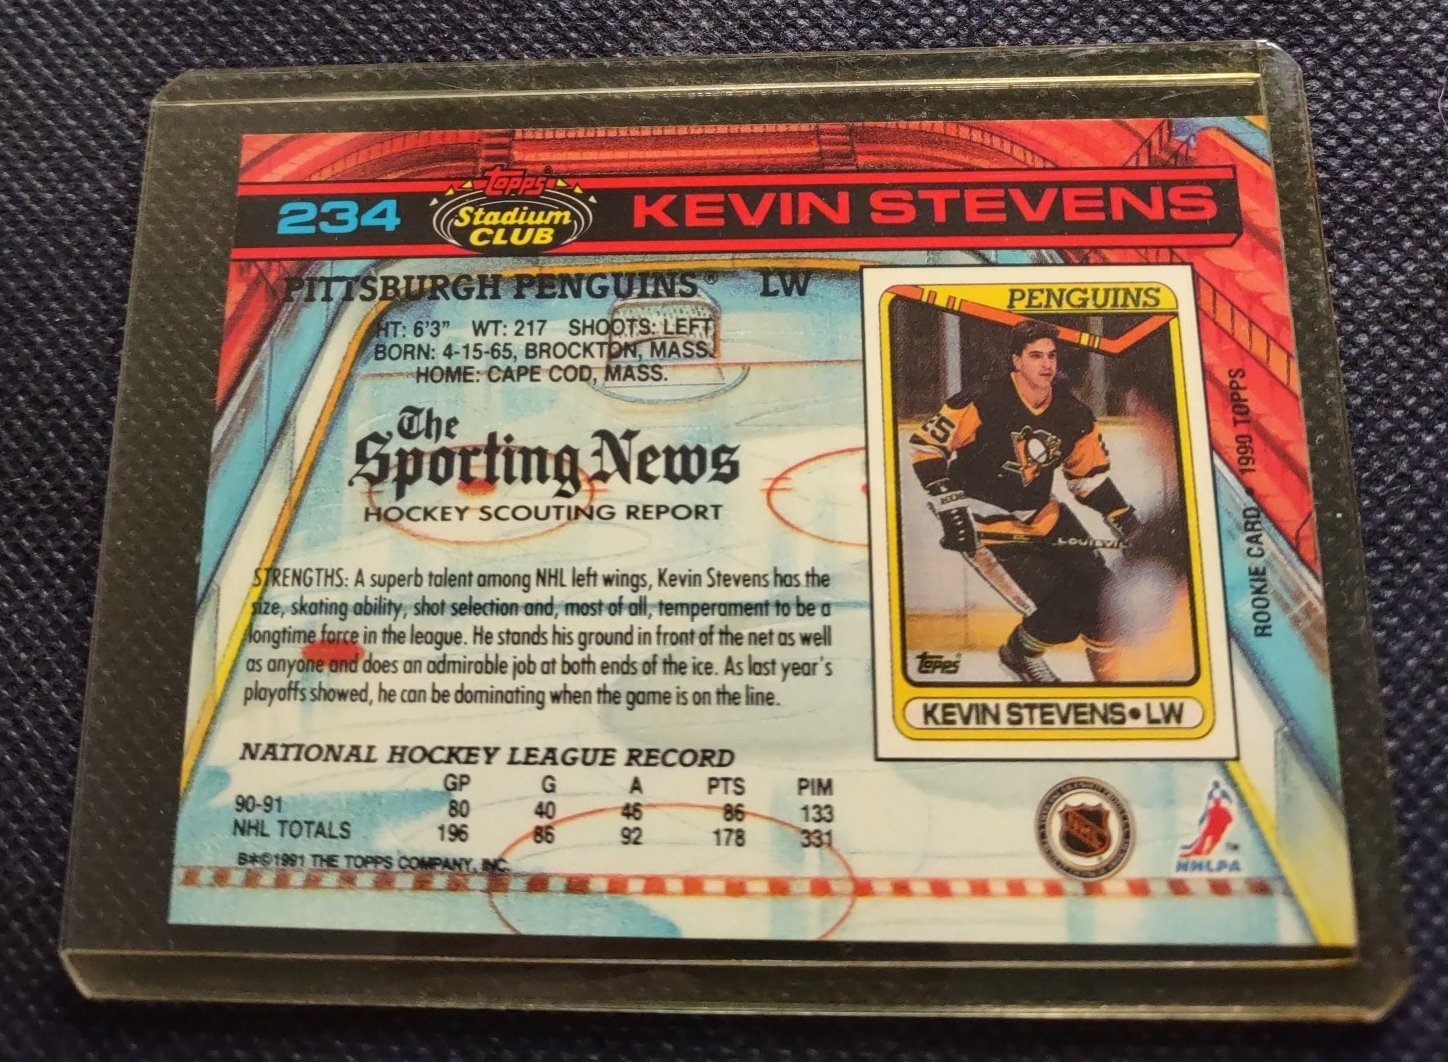 234
Topps
Stadium
CLUB
KEVIN STEVENS
PITTSBURGH PENGUINS® LW
HT: 6'3" WT: 217 SHOOTS: LEFT
BORN: 4-15-65, BROCKTON, MASS.
HOME: CAPE COD, MASS.
The
Sporting News
HOCKEY SCOUTING REPORT
STRENGTHS: A superb talent among NHL left wings, Kevin Stevens has the
size, skating ability, shot selection and, most of all, temperament to be a
longtime force in the league. He stands his ground in front of the net as well
as anyone and does an admirable job at both ends of the ice. As last year's
playoffs showed, he can be dominating when the game is on the line.
NATIONAL HOCKEY LEAGUE RECORD
GP G A PTS PIM
90-91 80 40 46 86 133
NHL TOTALS 196 86 92 178 331
B*©1991 THE TOPPS COMPANY, INC.
PENGUINS
25
LOUISVIL
Topps
KEVIN STEVENS • LW
ROOKIE CARD • 1990 TOPPS
NHL
NHLPA
TM